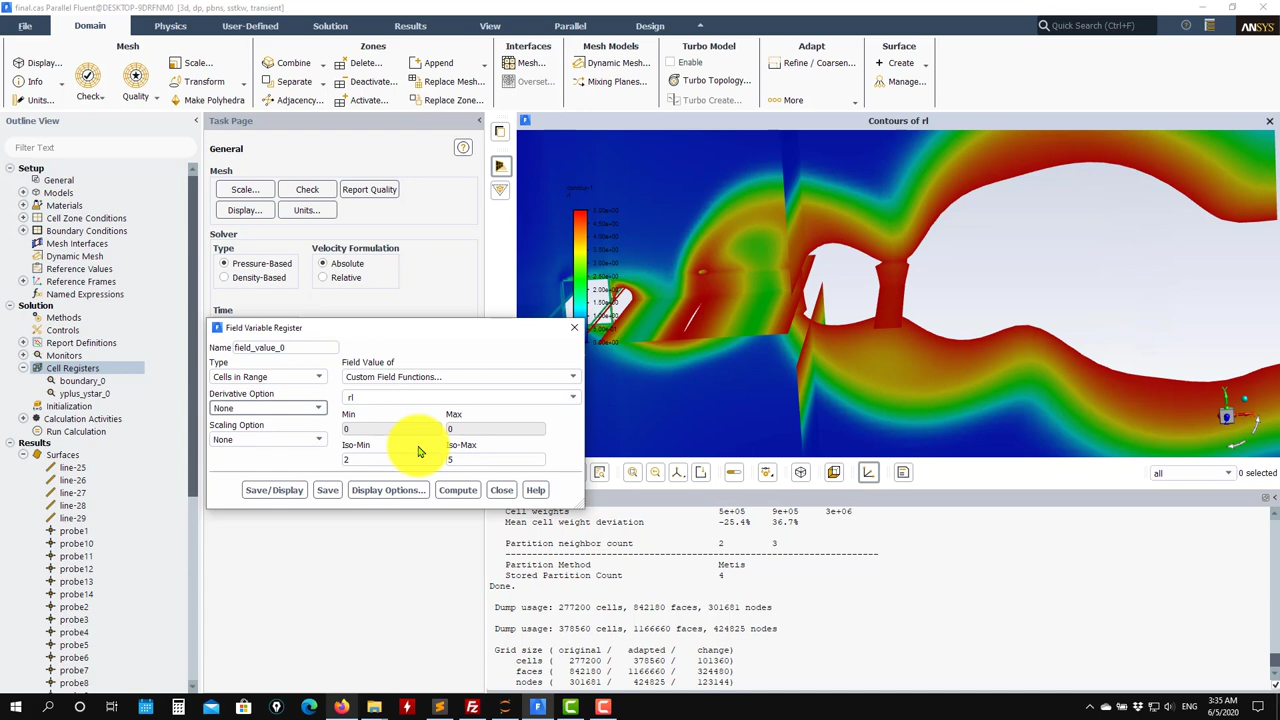 final.cas Parallel Fluent@DESKTOP-9DRFNM0 [3d, dp, pbns, sstkw, transient]
File Domain Physics User-Defined Solution Results View Parallel Design Quick Search (Ctrl+F) ANSYS
Mesh Zones Interfaces Mesh Models Turbo Model Adapt Surface
Display... Scale... Combine Delete... Append Mesh... Dynamic Mesh... Enable Refine / Coarsen... Create
Info Check Quality Transform Separate Deactivate... Replace Mesh... Overset... Mixing Planes... Turbo Topology... Manage...
Units... Make Polyhedra Adjacency... Activate... Replace Zone... Turbo Create... More
Outline View
Filter Text
Setup
General
Models
Materials
Cell Zone Conditions
Boundary Conditions
Mesh Interfaces
Dynamic Mesh
Reference Values
Reference Frames
Named Expressions
Solution
Methods
Controls
Report Definitions
Monitors
Cell Registers
boundary_0
yplus_ystar_0
Initialization
Calculation Activities
Run Calculation
Results
Surfaces
line-25
line-26
line-27
line-28
line-29
probe1
probe10
probe11
probe12
probe13
probe14
probe2
probe3
probe4
probe5
probe6
probe7
probe8
Task Page
General
Mesh
Scale... Check Report Quality
Display... Units...
Solver
Type Velocity Formulation
Pressure-Based Absolute
Density-Based Relative
Time
Field Variable Register
Name field_value_0
Type Field Value of
Cells in Range Custom Field Functions...
Derivative Option
rl
None
Min Max
Scaling Option
0 0
None
Iso-Min Iso-Max
2 5
Save/Display Save Display Options... Compute Close Help
Contours of rl
all 0 selected
Cell weights 5e+05 9e+05 3e+06
Mean cell weight deviation -25.4% 36.7%
Partition neighbor count 2 3
Partition Method Metis
Stored Partition Count 4
Done.
Dump usage: 277200 cells, 842180 faces, 301681 nodes
Dump usage: 378560 cells, 1166660 faces, 424825 nodes
Grid size ( original / adapted / change)
cells ( 277200 / 378560 / 101360)
faces ( 842180 / 1166660 / 324480)
nodes ( 301681 / 424825 / 123144)
ENG 3:35 AM
6/5/2020